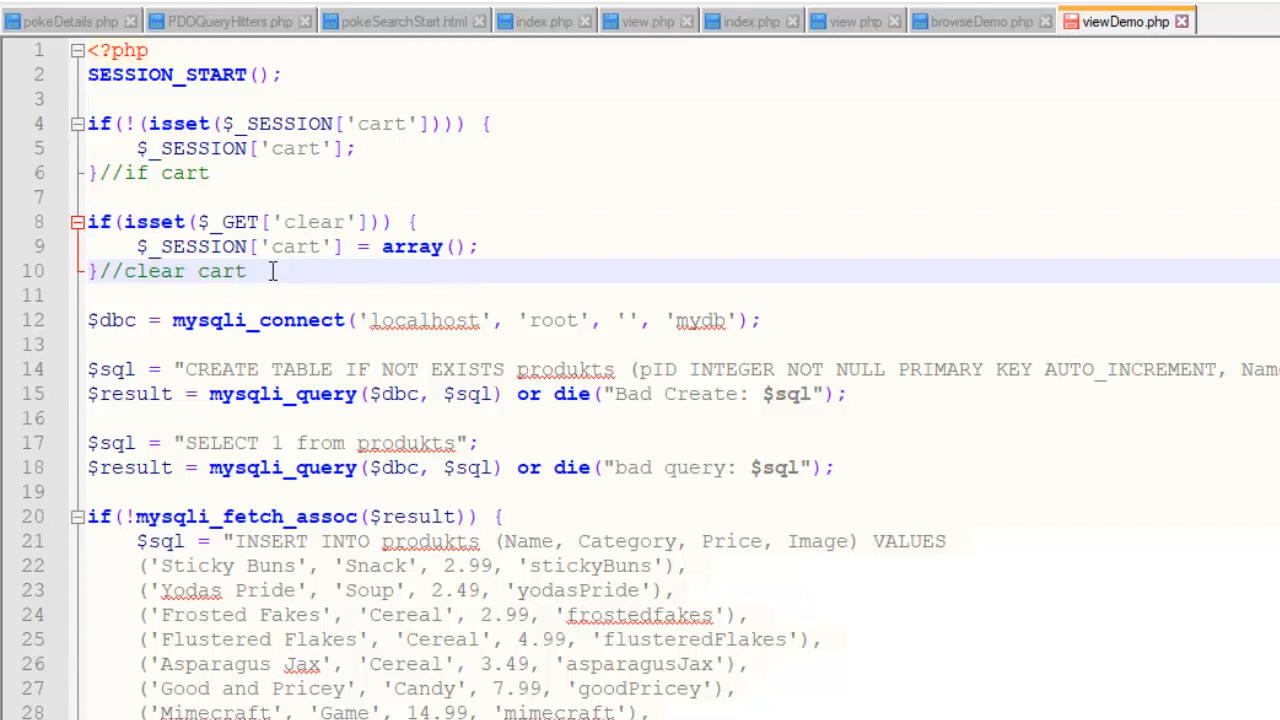 pokeDetails.php PDOQueryHitters.php pokeSearchStart.html index.php view.php index.php view.php browseDemo.php viewDemo.php
1 <?php
2 SESSION_START();
3
4 if(!(isset($_SESSION['cart']))) {
5 $_SESSION['cart'];
6 }//if cart
7
8 if(isset($_GET['clear'])) {
9 $_SESSION['cart'] = array();
10 }//clear cart
11
12 $dbc = mysqli_connect('localhost', 'root', '', 'mydb');
13
14 $sql = "CREATE TABLE IF NOT EXISTS produkts (pID INTEGER NOT NULL PRIMARY KEY AUTO_INCREMENT, Name
15 $result = mysqli_query($dbc, $sql) or die("Bad Create: $sql");
16
17 $sql = "SELECT 1 from produkts";
18 $result = mysqli_query($dbc, $sql) or die("bad query: $sql");
19
20 if(!mysqli_fetch_assoc($result)) {
21 $sql = "INSERT INTO produkts (Name, Category, Price, Image) VALUES
22 ('Sticky Buns', 'Snack', 2.99, 'stickyBuns'),
23 ('Yodas Pride', 'Soup', 2.49, 'yodasPride'),
24 ('Frosted Fakes', 'Cereal', 2.99, 'frostedfakes'),
25 ('Flustered Flakes', 'Cereal', 4.99, 'flusteredFlakes'),
26 ('Asparagus Jax', 'Cereal', 3.49, 'asparagusJax'),
27 ('Good and Pricey', 'Candy', 7.99, 'goodPricey'),
28 ('Mimecraft', 'Game', 14.99, 'mimecraft'),